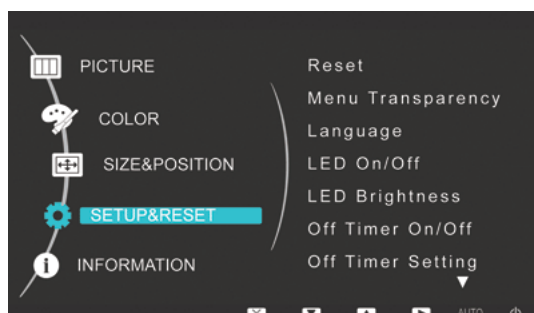 PICTURE
COLOR
SIZE&POSITION
SETUP&RESET
INFORMATION
Reset
Menu Transparency
Language
LED On/Off
LED Brightness
Off Timer On/Off
Off Timer Setting
AUTO